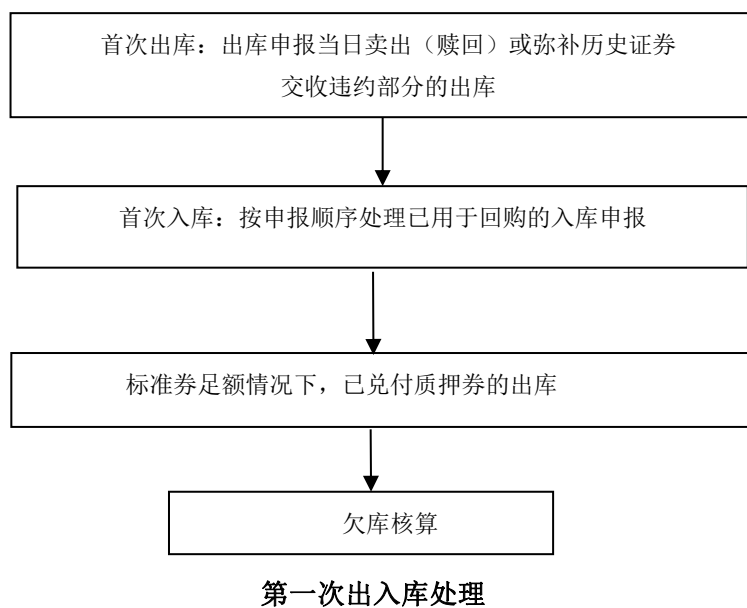 首次出库：出库申报当日卖出（赎回）或弥补历史证券
交收违约部分的出库
首次入库：按申报顺序处理已用于回购的入库申报
标准券足额情况下，已兑付质押券的出库
欠库核算
第一次出入库处理